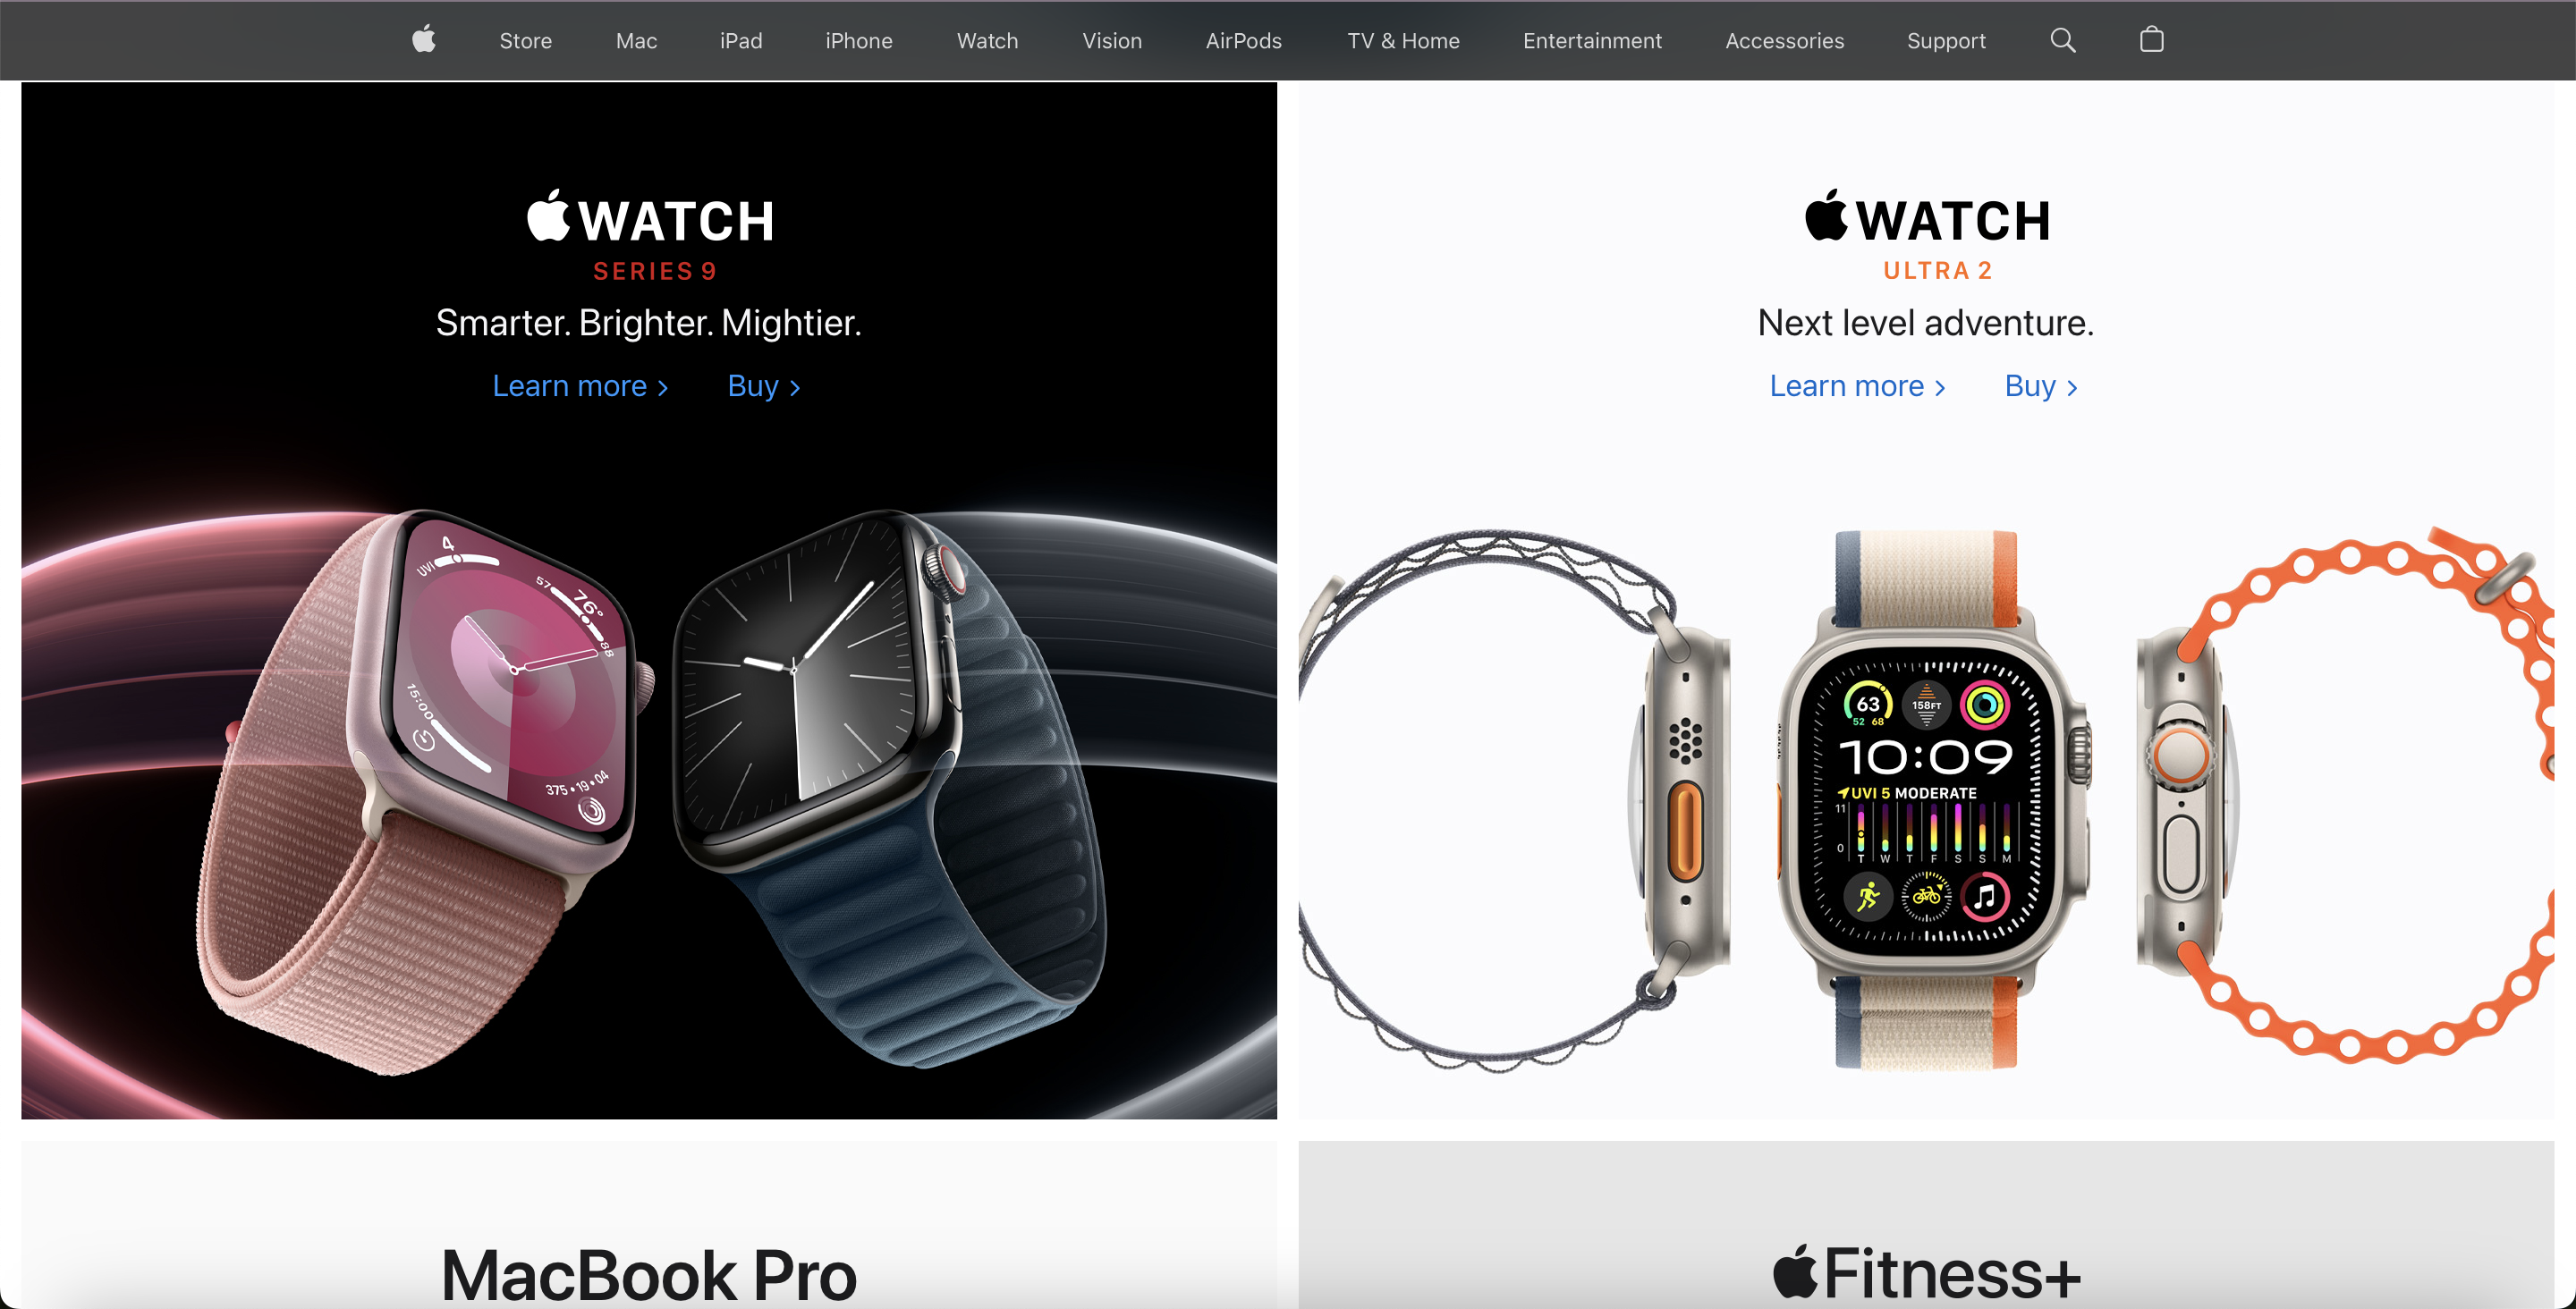 Store Mac iPad iPhone Watch Vision AirPods TV & Home Entertainment Accessories Support
WATCH
SERIES 9
Smarter. Brighter. Mightier.
Learn more > Buy >
4
UVI
57 76° 88
15:00
375•19•04
WATCH
ULTRA 2
Next level adventure.
Learn more > Buy >
63
52 68
158FT
10:09
UVI 5 MODERATE
11
0
T W T F S S M
MacBook Pro
Fitness+